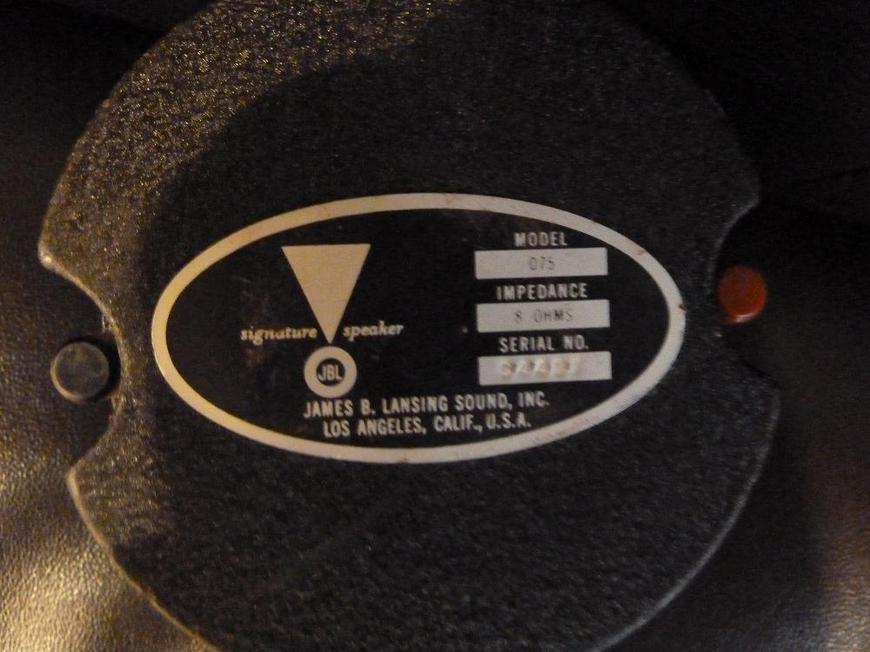 MODEL
075
IMPEDANCE
8 OHMS
SERIAL NO.
signature speaker
JBL
JAMES B. LANSING SOUND, INC.
LOS ANGELES, CALIF., U.S.A.